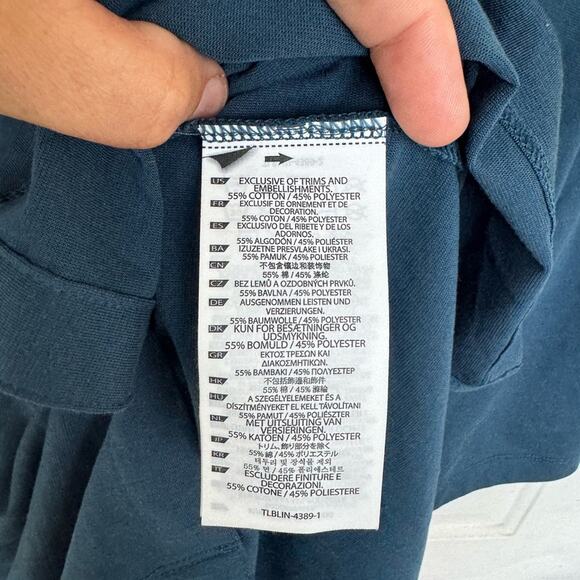 US EXCLUSIVE OF TRIMS AND
EMBELLISHMENTS.
55% COTTON / 45% POLYESTER
FR EXCLUSIF DE ORNEMENT ET DE
DECORATION.
55% COTON / 45% POLYESTER
ES EXCLUSIVO DEL RIBETE Y DE LOS
ADORNOS.
55% ALGODÓN / 45% POLIÉSTER
BA IZUZETNE PRESVLAKE I UKRASI.
55% PAMUK / 45% POLYESTER
CN 不包含镶边和装饰物
55% 棉 / 45% 涤纶
CZ BEZ LEMŮ A OZDOBNÝCH PRVKŮ.
55% BAVLNA / 45% POLYESTER
DE AUSGENOMMEN LEISTEN UND
VERZIERUNGEN.
55% BAUMWOLLE / 45% POLYESTER
DK KUN FOR BESÆTNINGER OG
UDSMYKNING.
55% BOMULD / 45% POLYESTER
GR ΕΚΤΟΣ ΤΡΕΣΩΝ ΚΑΙ
ΔΙΑΚΟΣΜΗΤΙΚΩΝ.
55% ΒΑΜΒΑΚΙ / 45% ΠΟΛΥΕΣΤΕΡ
HK 不包括飾邊和飾件
55% 棉 / 45% 滌綸
HU A SZEGÉLYELEMEKET ÉS A
DÍSZÍTMÉNYEKET EL KELL TÁVOLÍTANI
55% PAMUT / 45% POLIÉSZTER
NL MET UITSLUITING VAN
VERSIERINGEN.
55% KATOEN / 45% POLYESTER
JP トリム、飾り部分を除く
55% 綿 / 45% ポリエステル
KR 테두리 및 장식물 제외
55% 면 / 45% 폴리에스테르
IT ESCLUDERE FINITURE E
DECORAZIONI.
55% COTONE / 45% POLIESTERE
TLBLIN-4389-1